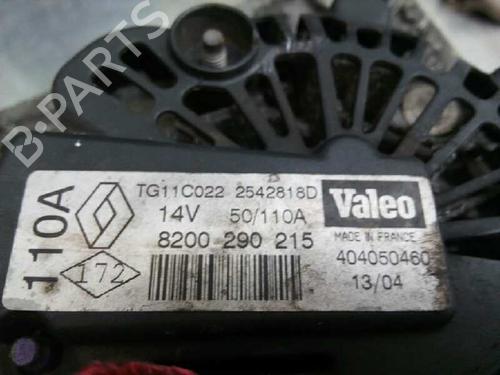 B-PARTS
110A
TG11C022 2542818D
14V 50/110A
8200 290 215
172
Valeo
MADE IN FRANCE
404050460
13/04